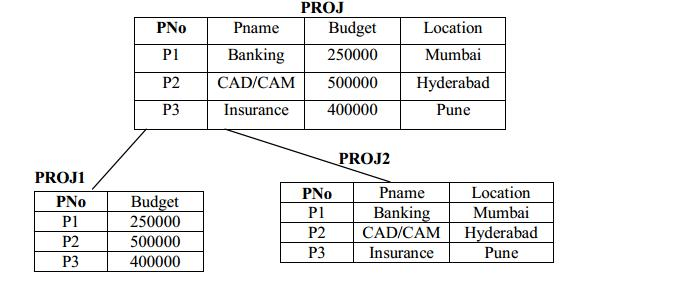 PROJ
PNo Pname Budget Location
P1 Banking 250000 Mumbai
P2 CAD/CAM 500000 Hyderabad
P3 Insurance 400000 Pune
PROJ1
PNo Budget
P1 250000
P2 500000
P3 400000
PROJ2
PNo Pname Location
P1 Banking Mumbai
P2 CAD/CAM Hyderabad
P3 Insurance Pune